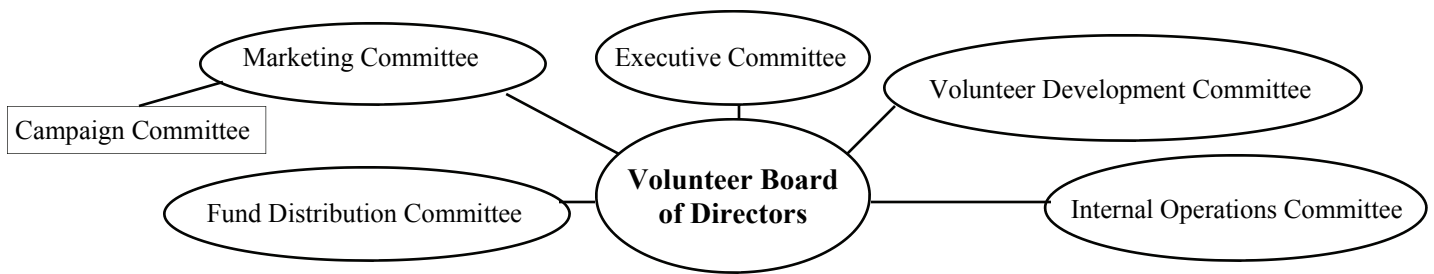 Marketing Committee
Executive Committee
Volunteer Development Committee
Campaign Committee
Volunteer Board
of Directors
Fund Distribution Committee
Internal Operations Committee